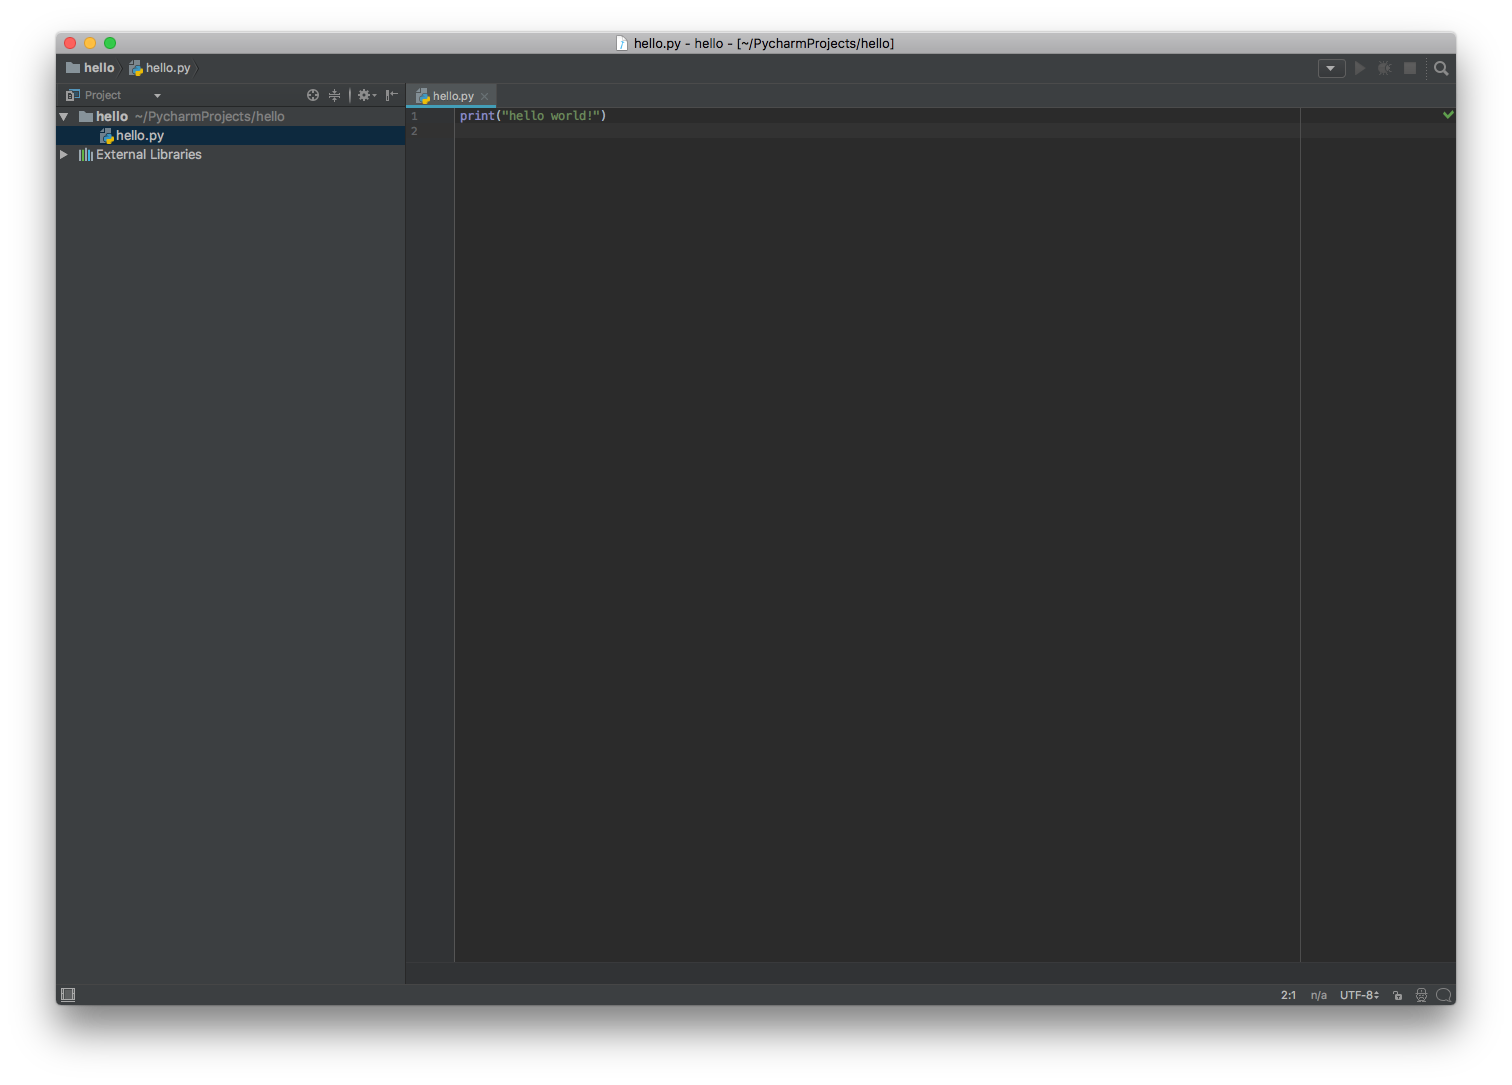 hello.py - hello - [~/PycharmProjects/hello]
hello hello.py
Project
hello.py
hello ~/PycharmProjects/hello
hello.py
External Libraries
1 print("hello world!")
2
2:1 n/a UTF-8